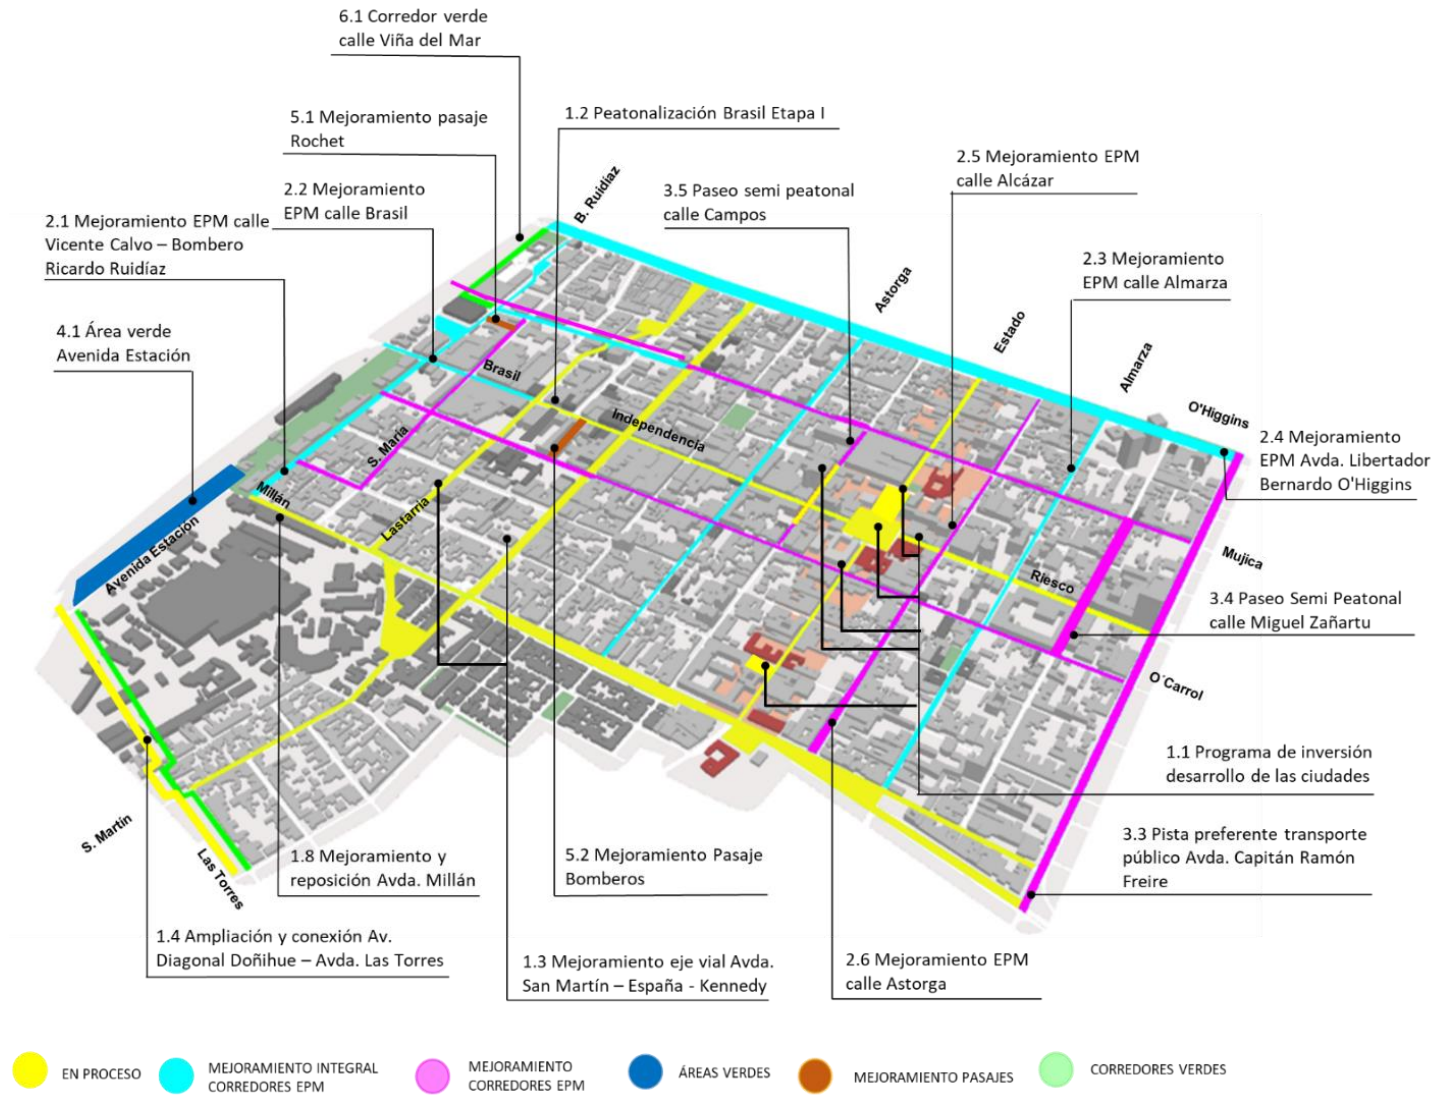 6.1 Corredor verde
calle Viña del Mar
5.1 Mejoramiento pasaje
Rochet
1.2 Peatonalización Brasil Etapa I
2.5 Mejoramiento EPM
calle Alcázar
2.2 Mejoramiento
EPM calle Brasil
3.5 Paseo semi peatonal
calle Campos
2.1 Mejoramiento EPM calle
Vicente Calvo – Bombero
Ricardo Ruidíaz
2.3 Mejoramiento
EPM calle Almarza
4.1 Área verde
Avenida Estación
B. Ruidíaz
Astorga
Estado
Almarza
O'Higgins
Brasil
Independencia
S. María
Millán
Lastarria
Avenida Estación
2.4 Mejoramiento
EPM Avda. Libertador
Bernardo O'Higgins
Mujica
Riesco
3.4 Paseo Semi Peatonal
calle Miguel Zañartu
O´Carrol
1.1 Programa de inversión
desarrollo de las ciudades
S. Martín
Las Torres
1.8 Mejoramiento y
reposición Avda. Millán
5.2 Mejoramiento Pasaje
Bomberos
3.3 Pista preferente transporte
público Avda. Capitán Ramón
Freire
1.4 Ampliación y conexión Av.
Diagonal Doñihue – Avda. Las Torres
1.3 Mejoramiento eje vial Avda.
San Martín – España - Kennedy
2.6 Mejoramiento EPM
calle Astorga
EN PROCESO
MEJORAMIENTO INTEGRAL
CORREDORES EPM
MEJORAMIENTO
CORREDORES EPM
ÁREAS VERDES
MEJORAMIENTO PASAJES
CORREDORES VERDES